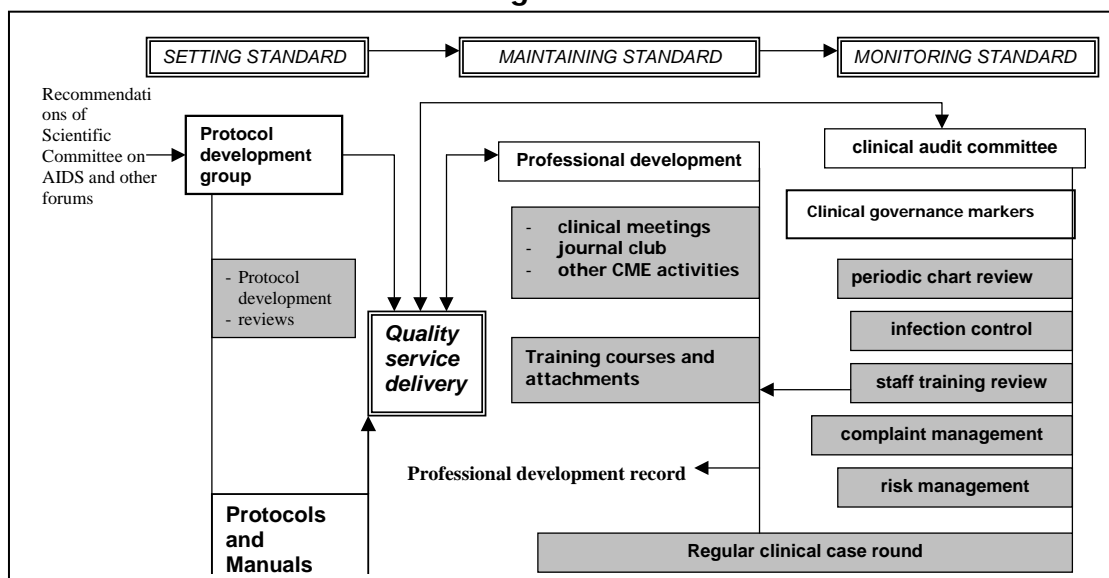 SETTING STANDARD
MAINTAINING STANDARD
MONITORING STANDARD
Recommendati
ons of
Scientific
Committee on
AIDS and other
forums
Protocol
development
group
Professional development
clinical audit committee
Clinical governance markers
- clinical meetings
- journal club
- other CME activities
periodic chart review
- Protocol
development
- reviews
infection control
Quality
service
delivery
Training courses and
attachments
staff training review
complaint management
Professional development record
risk management
Protocols
and
Manuals
Regular clinical case round